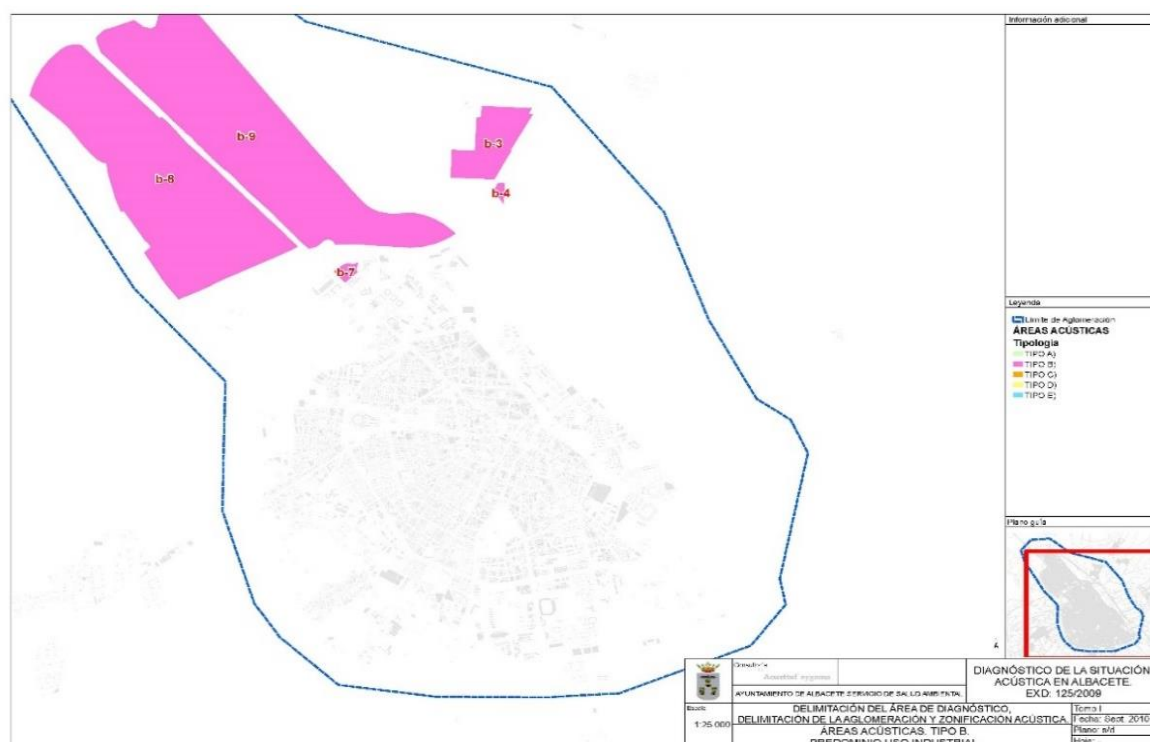 Información adicional
b-9
b-3
b-8
b-4
b-7
Leyenda
Límite de Aglomeración
ÁREAS ACÚSTICAS
Tipología
TIPO A)
TIPO B)
TIPO C)
TIPO D)
TIPO E)
Plano guía
A
Consultoría
DIAGNÓSTICO DE LA SITUACIÓN
ACÚSTICA EN ALBACETE.
EXD: 125/2009
AYUNTAMIENTO DE ALBACETE SERVICIO DE SALUD AMBIENTAL
Escala
1:25.000
DELIMITACIÓN DEL ÁREA DE DIAGNÓSTICO,
DELIMITACIÓN DE LA AGLOMERACIÓN Y ZONIFICACIÓN ACÚSTICA.
ÁREAS ACÚSTICAS. TIPO B.
PREDOMINIO USO INDUSTRIAL
Tomo I
Fecha: Sept. 2010
Plano: s/d
Hoja: